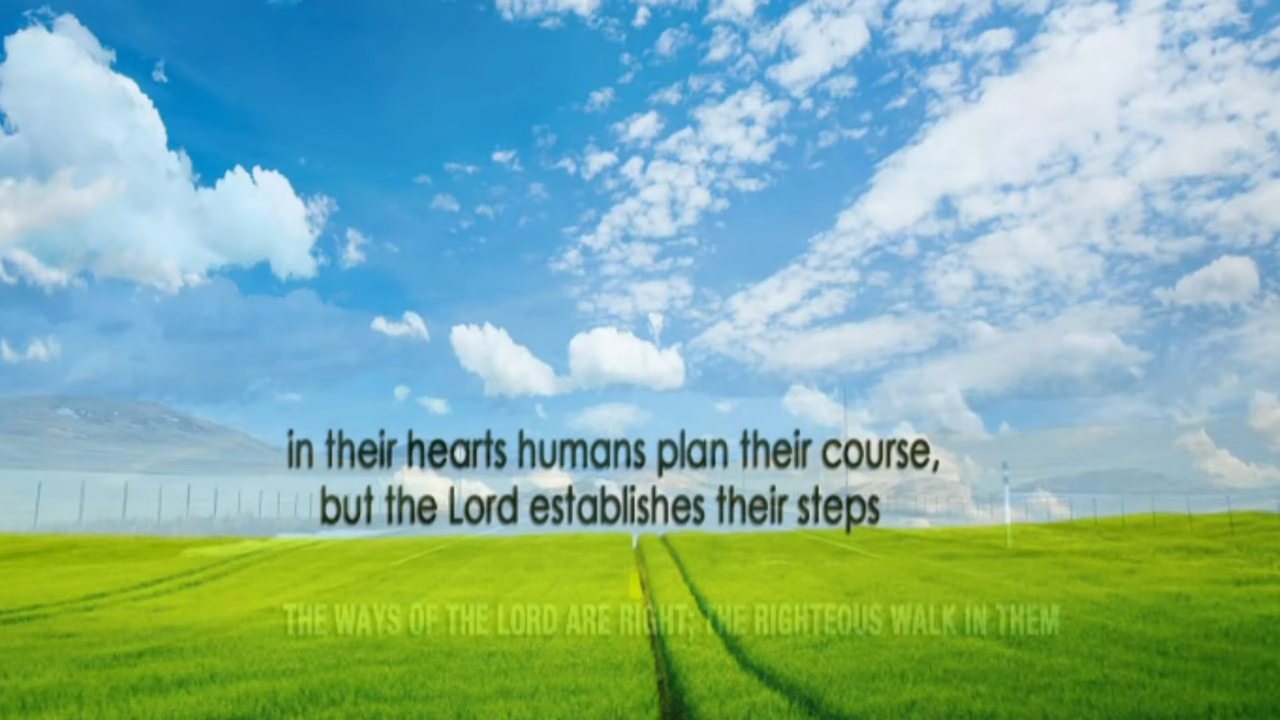 in their hearts humans plan their course,
but the Lord establishes their steps
THE WAYS OF THE LORD ARE RIGHT; THE RIGHTEOUS WALK IN THEM